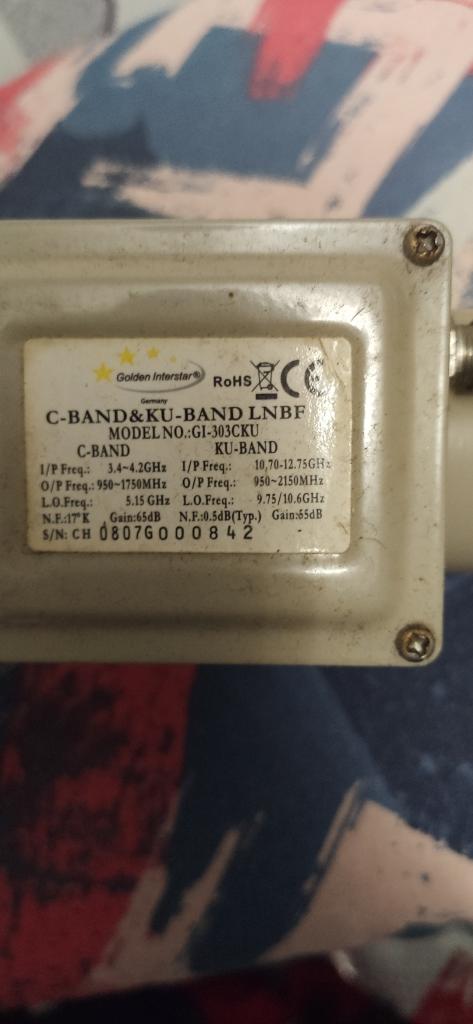 Golden Interstar®
Germany
RoHS CE
C-BAND&KU-BAND LNBF
MODEL NO.:GI-303CKU
C-BAND KU-BAND
I/P Freq.: 3.4~4.2GHz I/P Freq.: 10,70-12.75GHz
O/P Freq.: 950~1750MHz O/P Freq.: 950~2150MHz
L.O.Freq.: 5.15 GHz L.O.Freq.: 9.75/10.6GHz
N.F.:17°K Gain:65dB N.F.:0.5dB(Typ.) Gain:55dB
S/N: CH 0807G000842